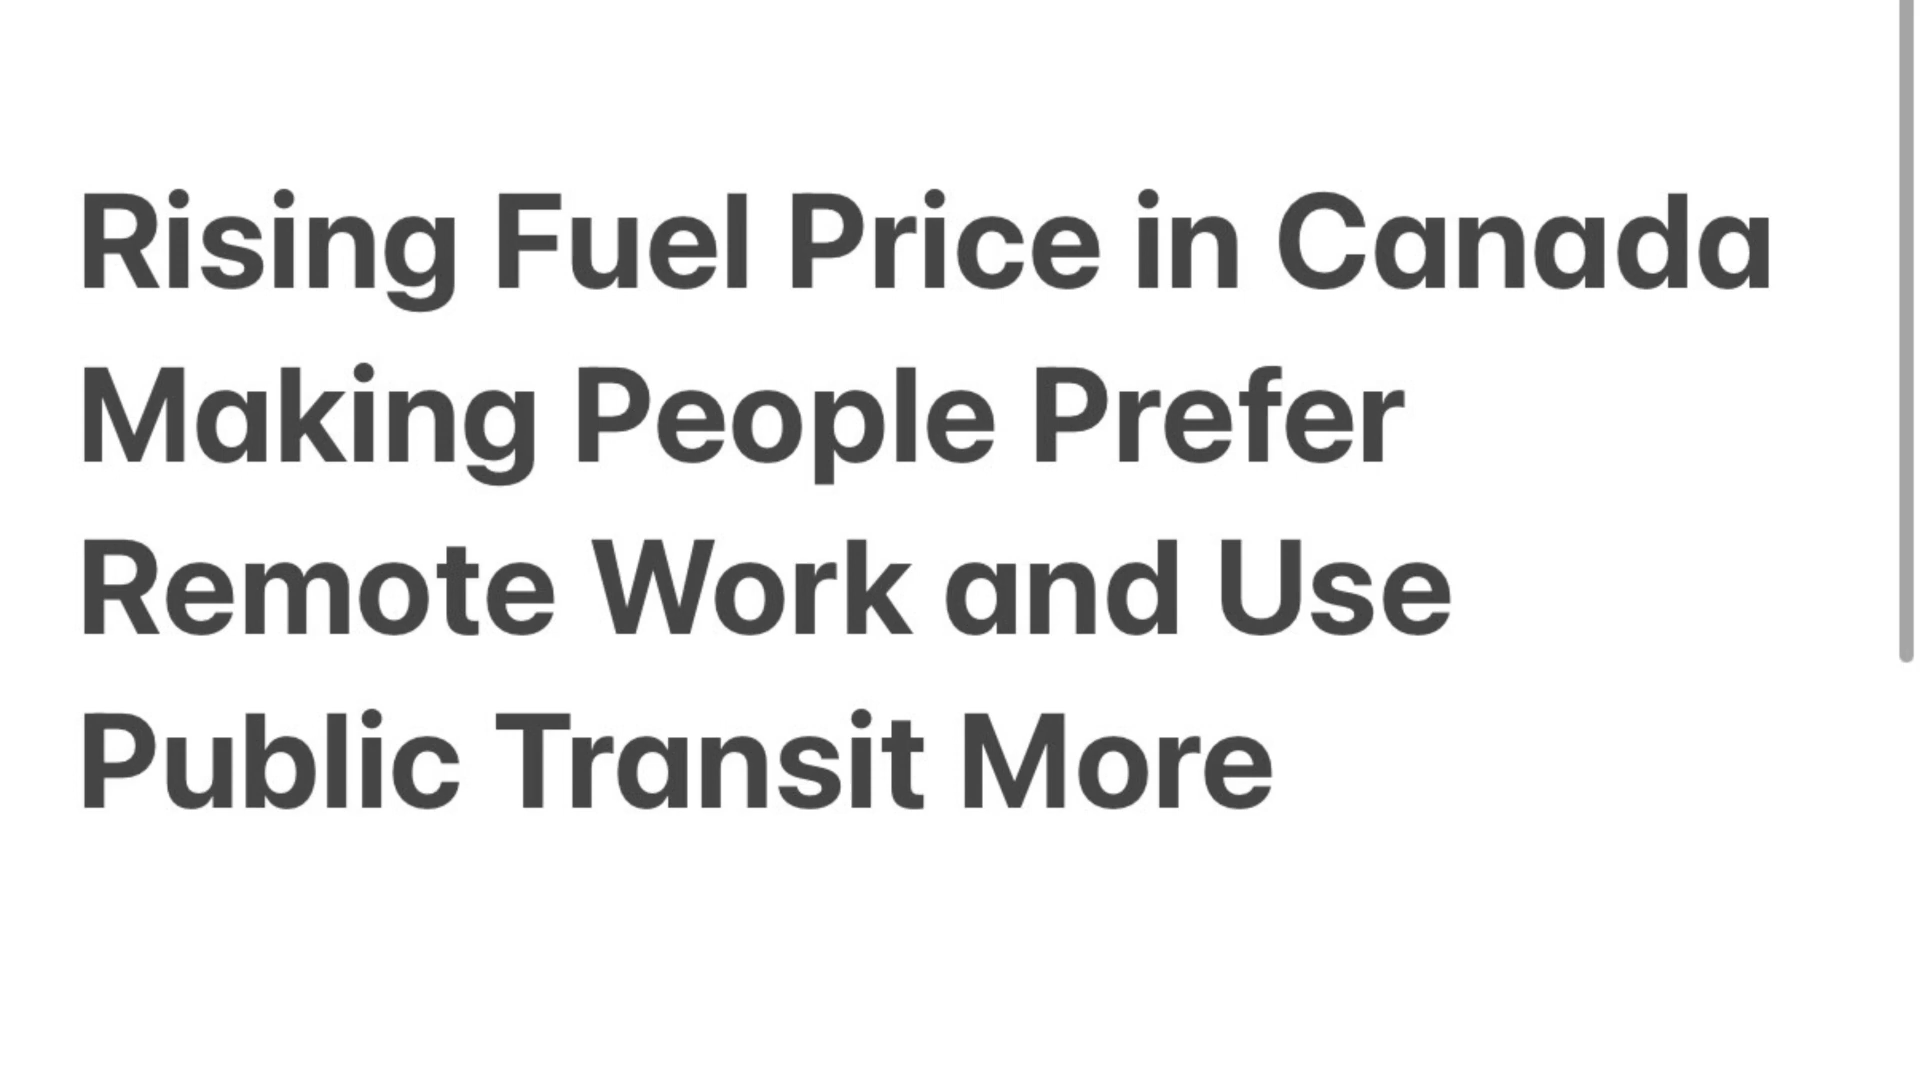 Rising Fuel Price in Canada
Making People Prefer
Remote Work and Use
Public Transit More